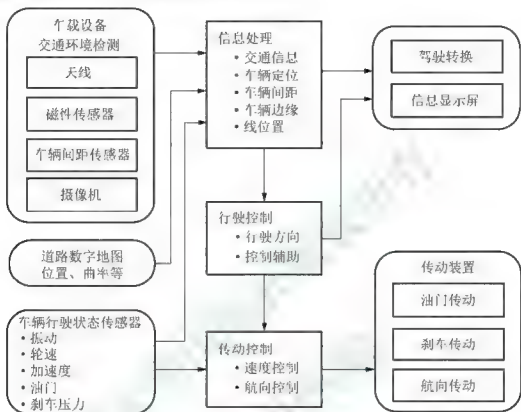 车载设备
交通环境检测
天线
磁性传感器
车辆间距传感器
摄像机
道路数字地图
位置、曲率等
车辆行驶状态传感器
• 振动
• 轮速
• 加速度
• 油门
• 刹车压力
信息处理
• 交通信息
• 车辆定位
• 车辆间距
• 车辆边缘
• 线位置
行驶控制
• 行驶方向
• 控制辅助
传动控制
• 速度控制
• 航向控制
驾驶转换
信息显示屏
传动装置
油门传动
刹车传动
航向传动